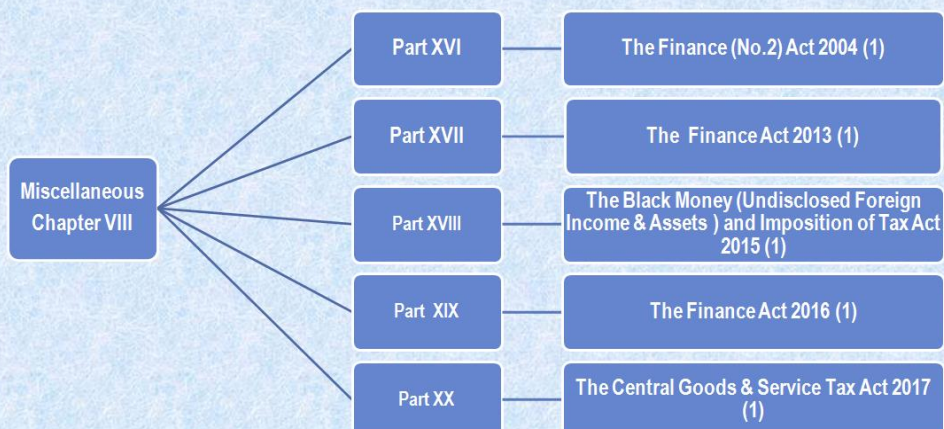 Part XVI
The Finance (No.2) Act 2004 (1)
Part XVII
The Finance Act 2013 (1)
Miscellaneous
Chapter VIII
Part XVIII
The Black Money (Undisclosed Foreign
Income & Assets ) and Imposition of Tax Act
2015 (1)
Part XIX
The Finance Act 2016 (1)
Part XX
The Central Goods & Service Tax Act 2017
(1)